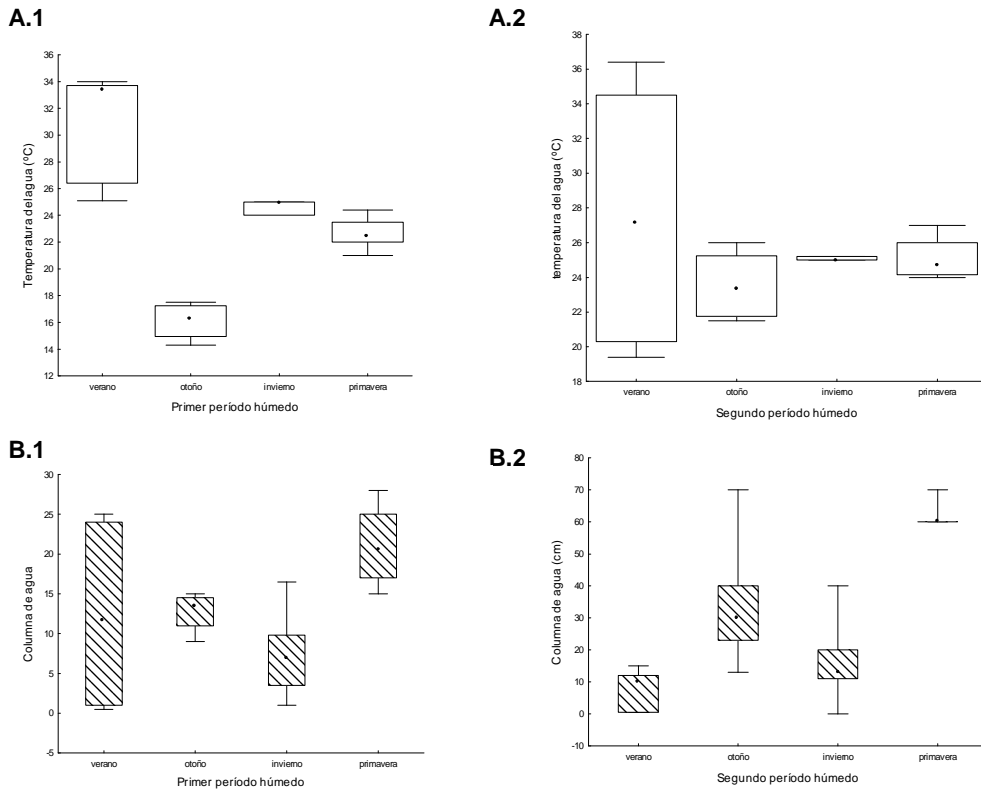 A.1
Temperatura del agua (ºC)
36
34
32
30
28
26
24
22
20
18
16
14
12
verano otoño invierno primavera
Primer período húmedo
A.2
temperatura del agua (ºC)
38
36
34
32
30
28
26
24
22
20
18
verano otoño invierno primavera
Segundo período húmedo
B.1
Columna de agua
30
25
20
15
10
5
0
-5
verano otoño invierno primavera
Primer período húmedo
B.2
Columna de agua (cm)
80
70
60
50
40
30
20
10
0
-10
verano otoño invierno primavera
Segundo período húmedo